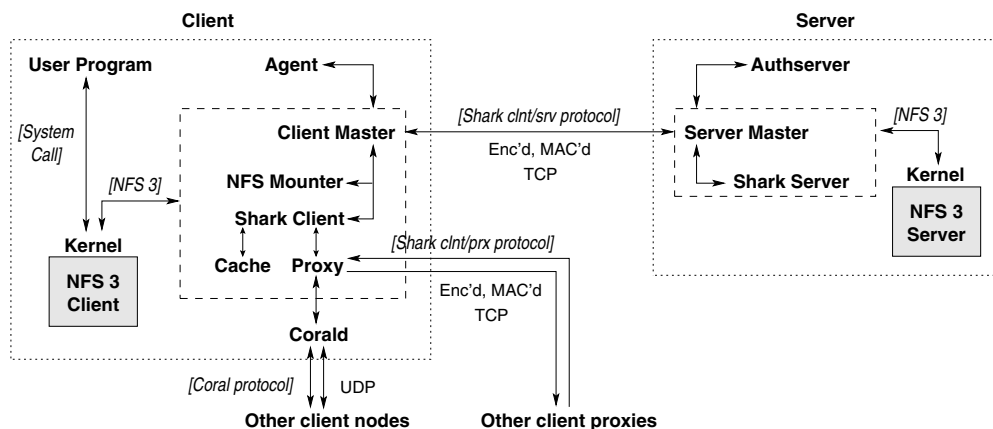 Client
Server
User Program
Agent
Authserver
[System
Call]
[Shark clnt/srv protocol]
[NFS 3]
Client Master
Server Master
Enc'd, MAC'd
TCP
[NFS 3]
NFS Mounter
Shark Server
Kernel
Shark Client
NFS 3
Server
Kernel
[Shark clnt/prx protocol]
Cache
Proxy
NFS 3
Client
Enc'd, MAC'd
TCP
Corald
[Coral protocol]
UDP
Other client nodes
Other client proxies